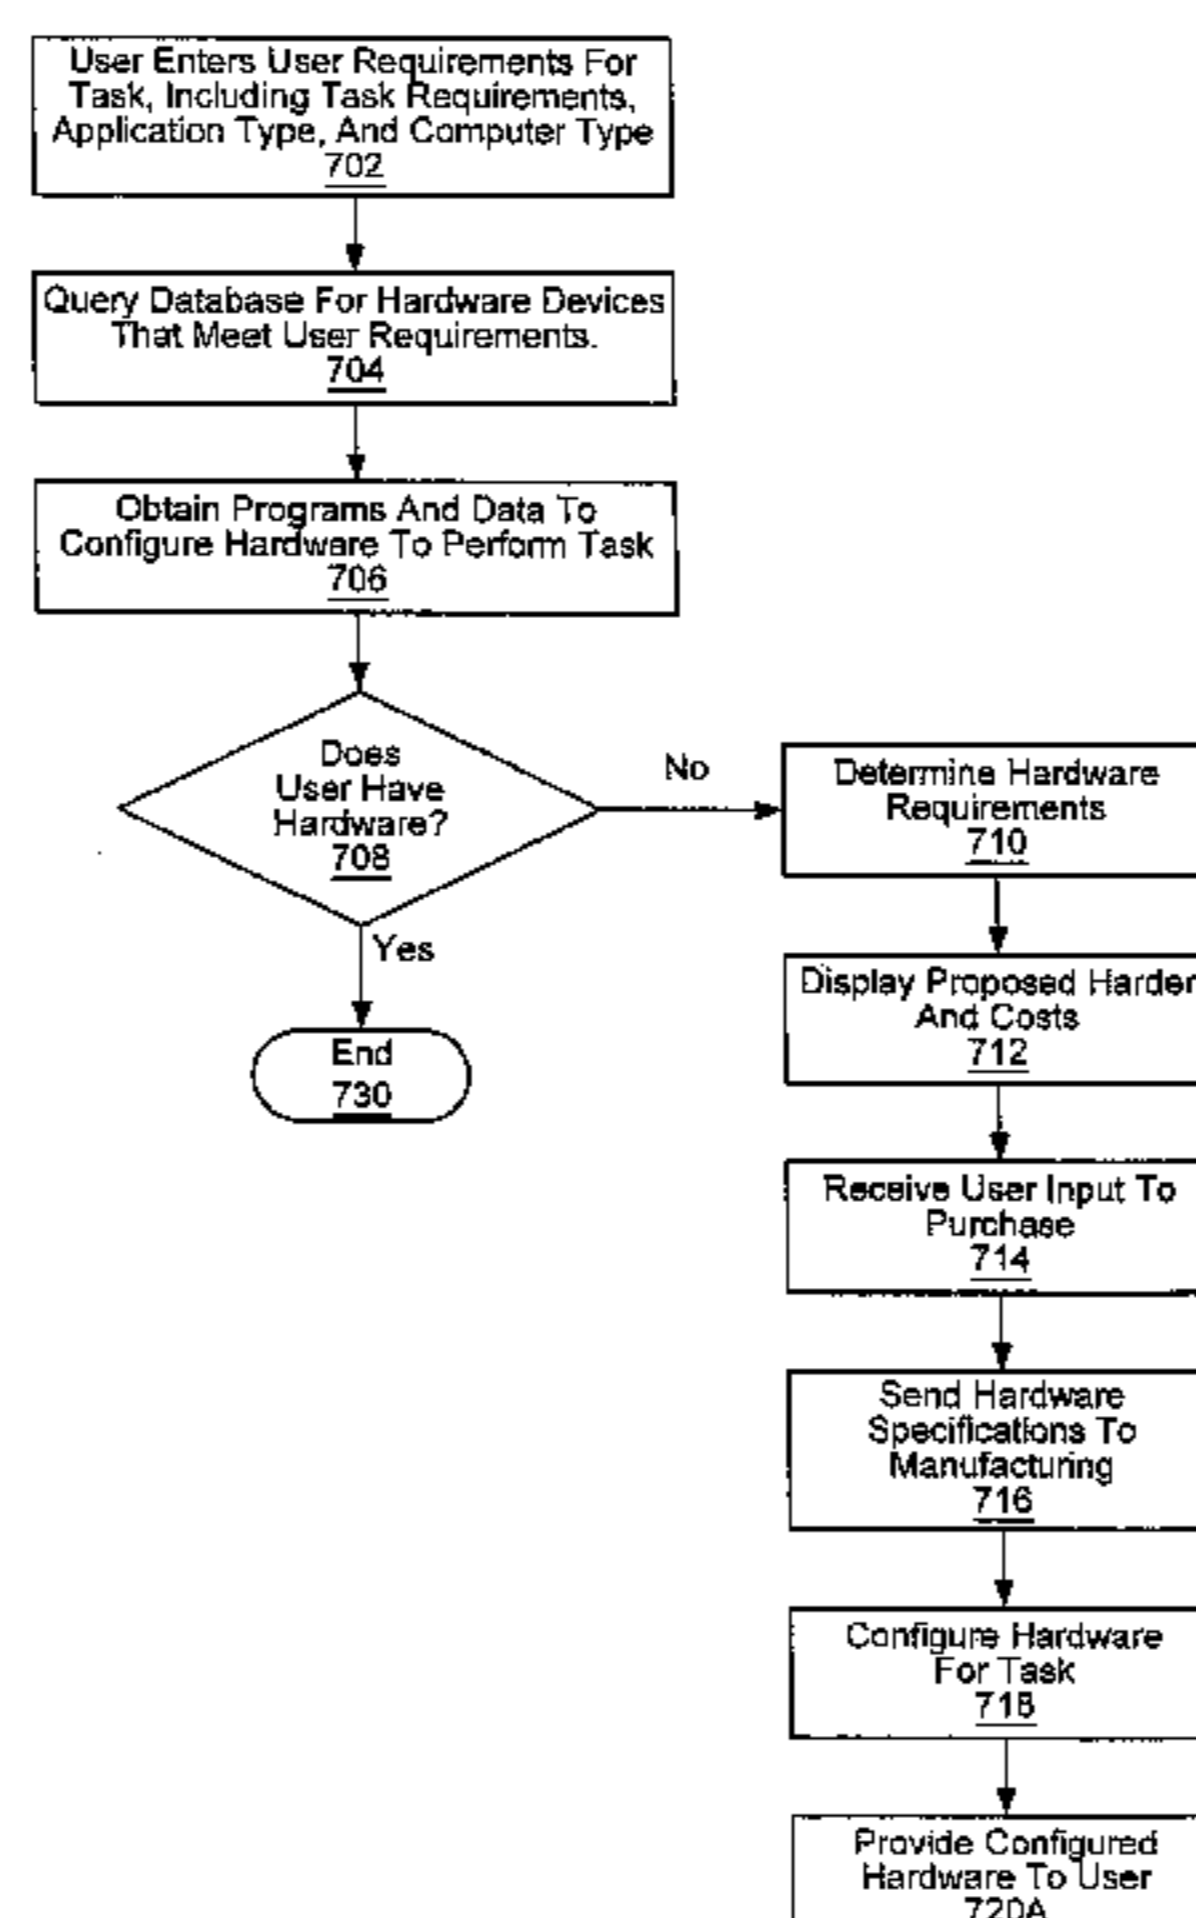 User Enters User Requirements For
Task, Including Task Requirements,
Application Type, And Computer Type
702
Query Database For Hardware Devices
That Meet User Requirements.
704
Obtain Programs And Data To
Configure Hardware To Perform Task
706
Does
User Have
Hardware?
708
No
Yes
End
730
Determine Hardware
Requirements
710
Display Proposed Harder
And Costs
712
Receive User Input To
Purchase
714
Send Hardware
Specifications To
Manufacturing
716
Configure Hardware
For Task
718
Provide Configured
Hardware To User
720A